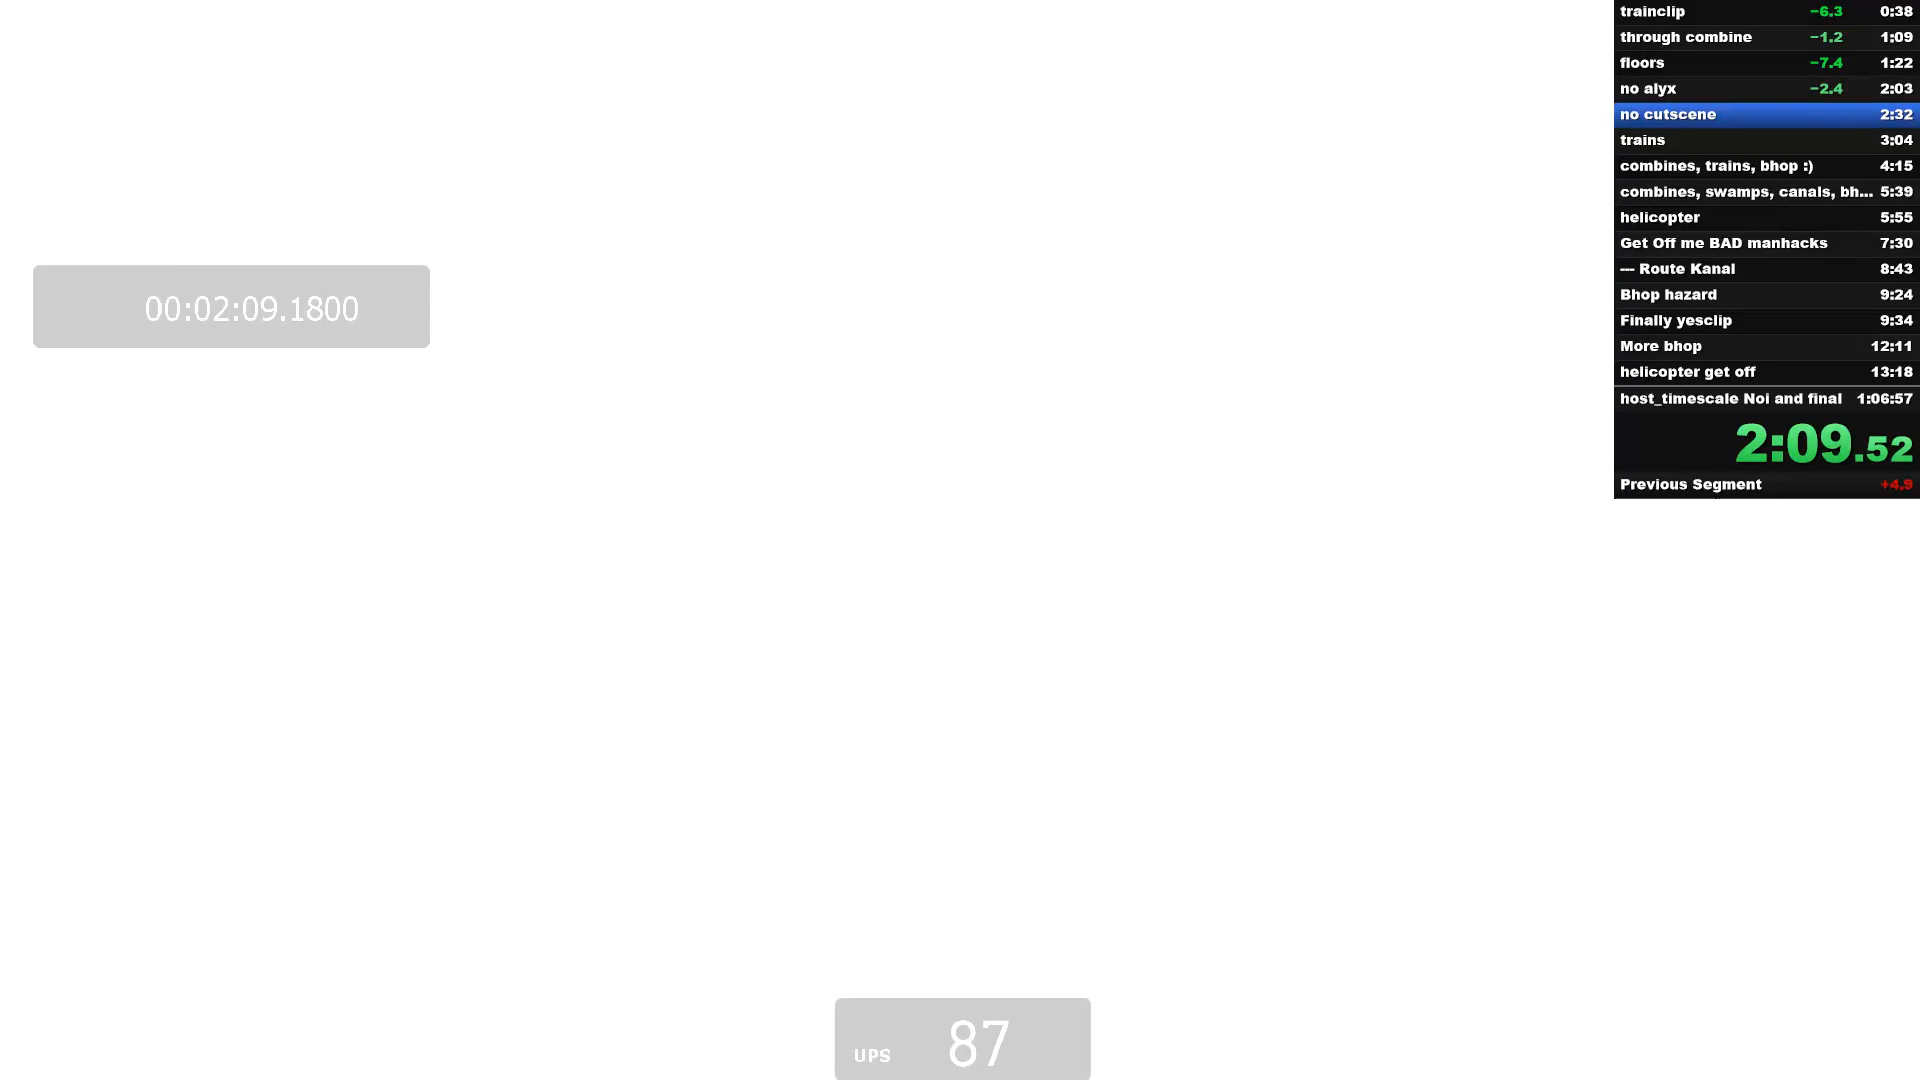 trainclip −6.3 0:38
through combine −1.2 1:09
floors −7.4 1:22
no alyx −2.4 2:03
no cutscene 2:32
trains 3:04
combines, trains, bhop :) 4:15
combines, swamps, canals, bh... 5:39
helicopter 5:55
Get Off me BAD manhacks 7:30
--- Route Kanal 8:43
Bhop hazard 9:24
Finally yesclip 9:34
More bhop 12:11
helicopter get off 13:18
host_timescale Noi and final 1:06:57
2:09.52
Previous Segment +4.9
00:02:09.1800
UPS 87